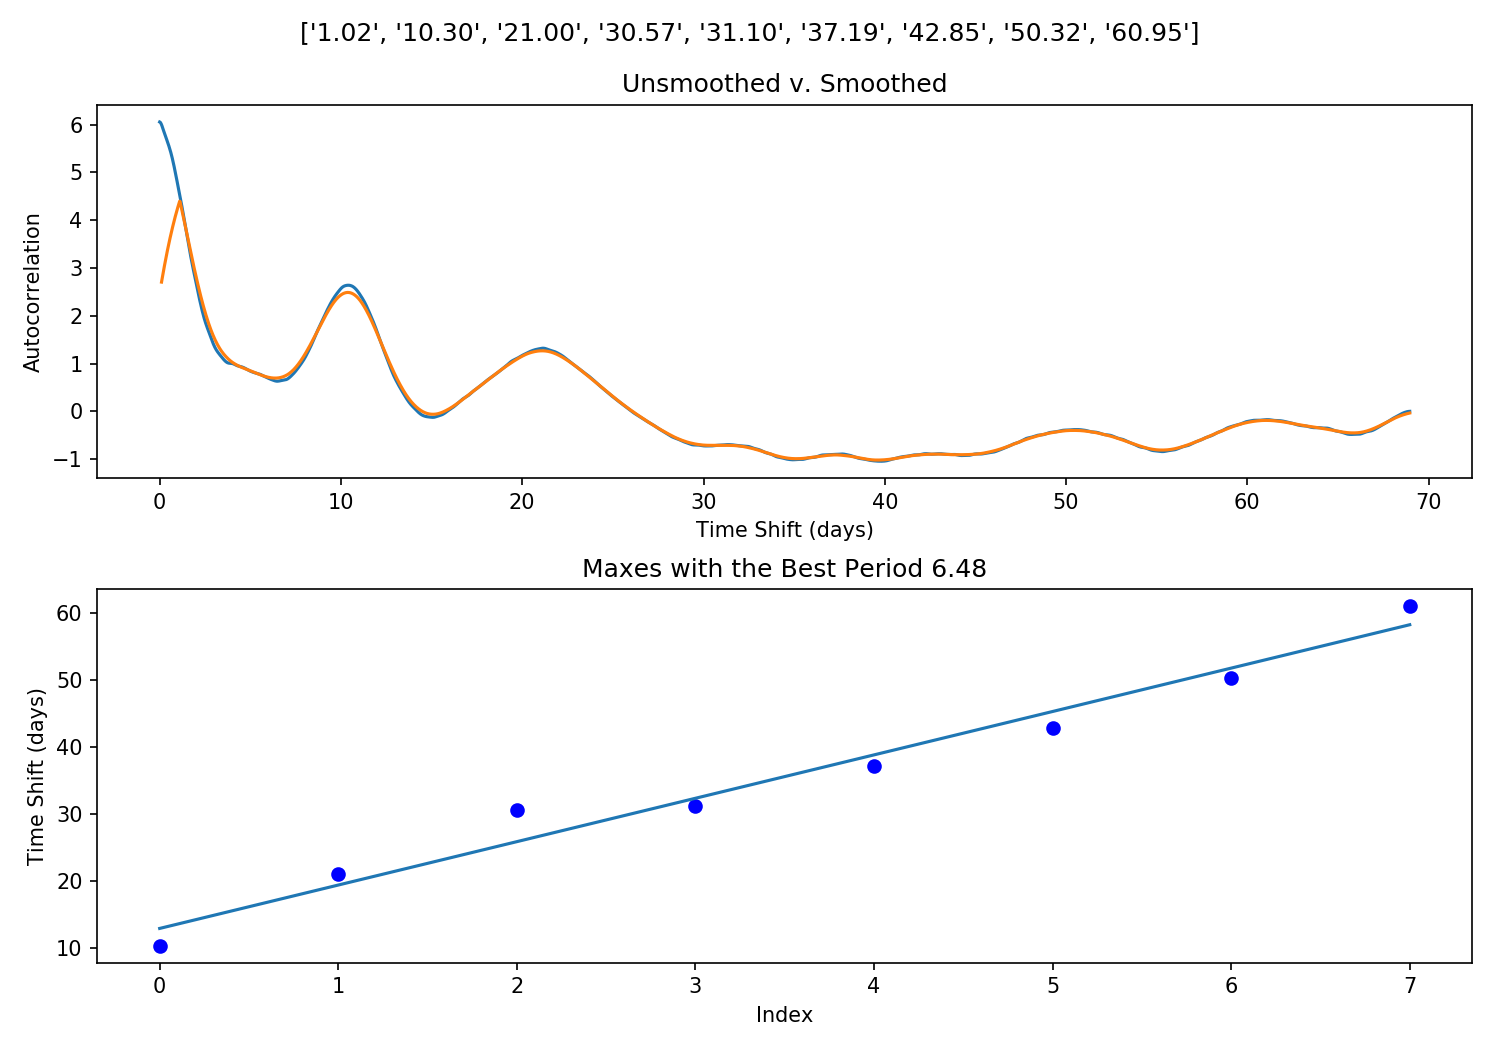 ['1.02', '10.30', '21.00', '30.57', '31.10', '37.19', '42.85', '50.32', '60.95']
Unsmoothed v. Smoothed
Autocorrelation
6
5
4
3
2
1
0
−1
0 10 20 30 40 50 60 70
Time Shift (days)
Maxes with the Best Period 6.48
Time Shift (days)
60
50
40
30
20
10
0 1 2 3 4 5 6 7
Index